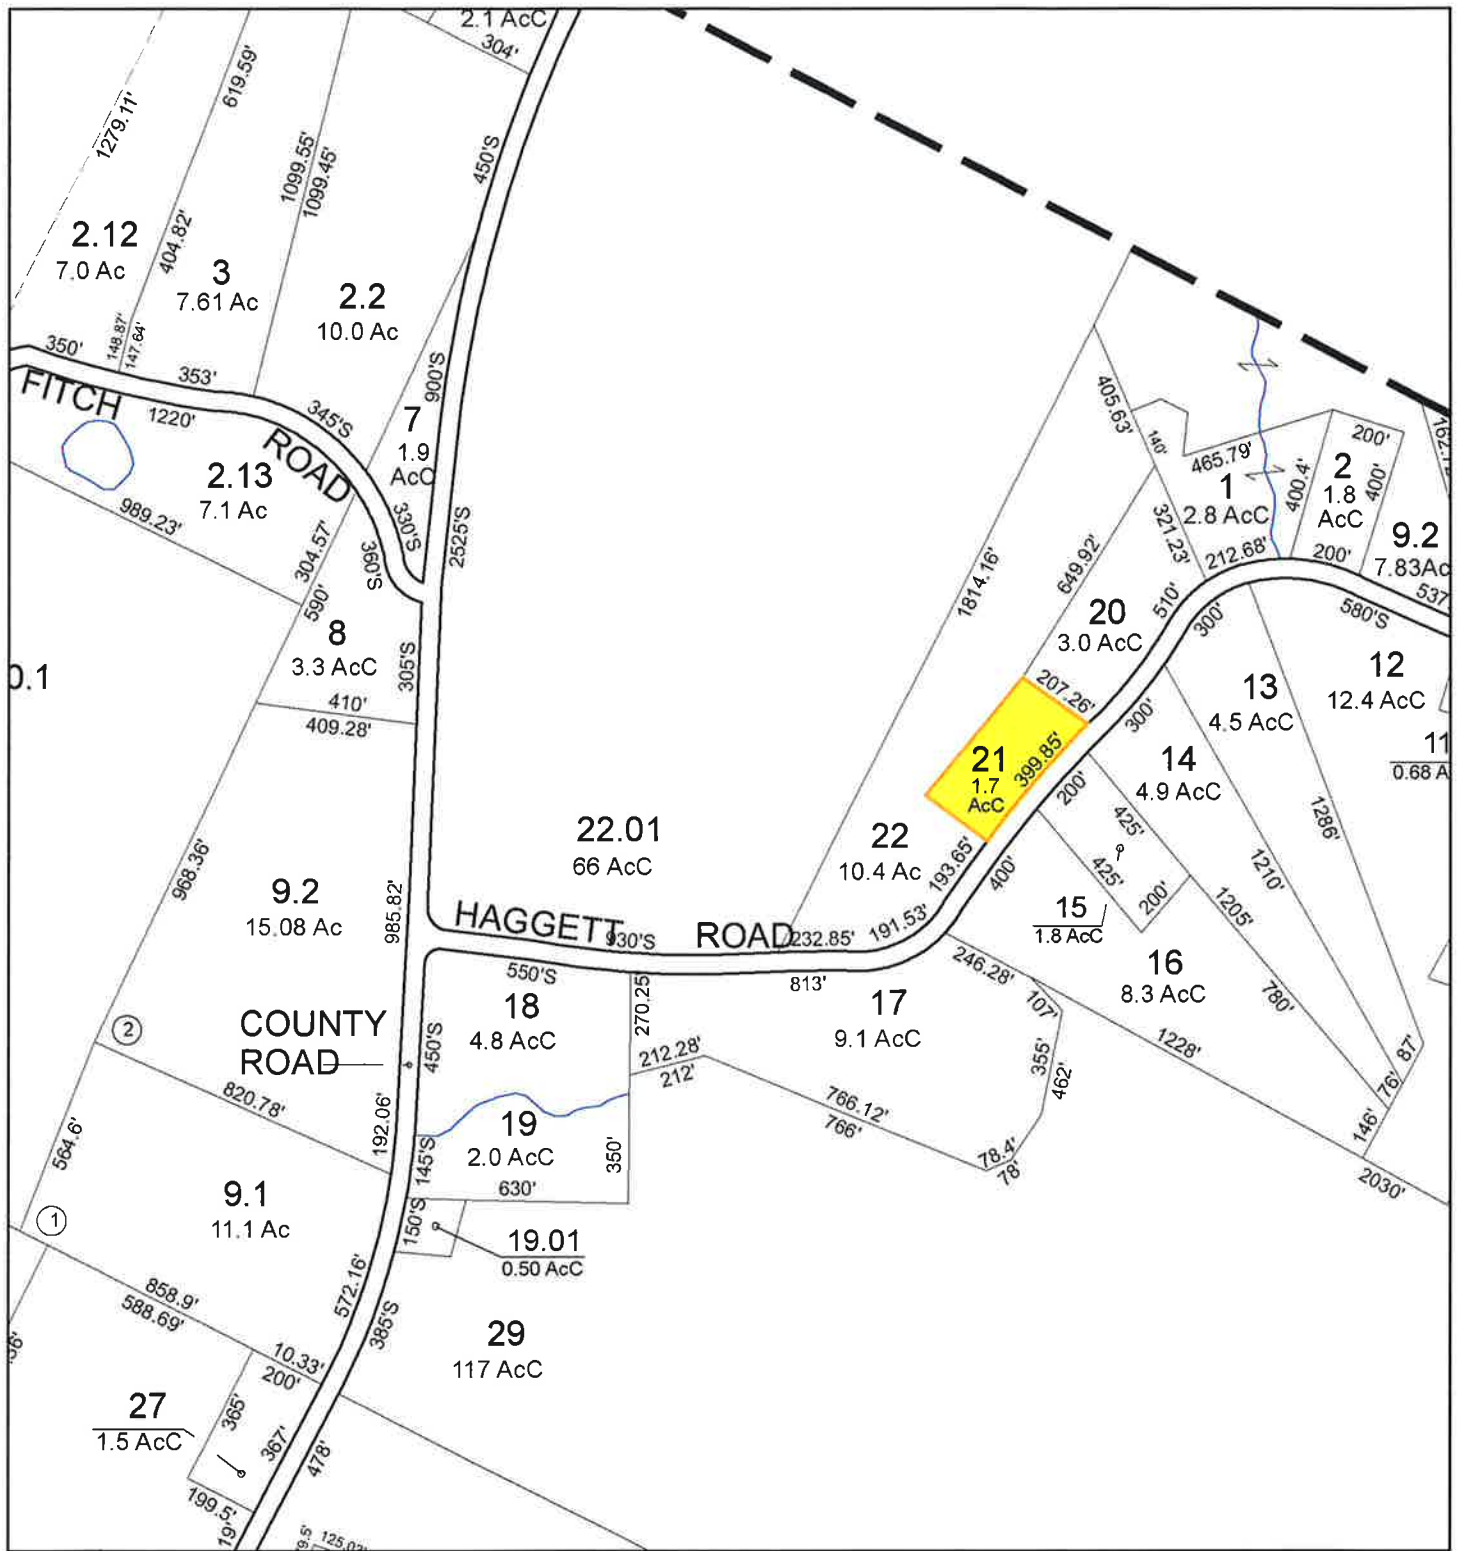 2.1 AcC
304'
619.59'
1279.11'
1099.55'
1099.45'
450'S
2.12
7.0 Ac
404.82'
3
7.61 Ac
2.2
10.0 Ac
350'
148.87'
147.64'
353'
FITCH
1220'
345'S
ROAD
900'S
7
1.9
AcC
2.13
7.1 Ac
989.23'
304.57'
330'S
360'S
2525'S
590'
8
3.3 AcC
305'S
410'
409.28'
0.1
405.63'
140'
465.79'
200'
400.4'
2
1.8
AcC
400'
1
2.8 AcC
321.23'
212.68'
200'
9.2
7.83Ac
537
580'S
1814.16'
649.92'
20
3.0 AcC
510'
300'
207.26'
300'
13
4.5 AcC
12
12.4 AcC
11
0.68 A
21
1.7
AcC
399.85'
200'
14
4.9 AcC
425'
425'
200'
1286'
1210'
1205'
22.01
66 AcC
22
10.4 Ac
193.65'
400'
15
1.8 AcC
968.36'
9.2
15.08 Ac
985.82'
HAGGETT ROAD
930'S
232.85'
191.53'
550'S
813'
246.28'
16
8.3 AcC
780'
107'
1228'
18
4.8 AcC
270.25
17
9.1 AcC
COUNTY
ROAD
450'S
2
212.28'
212'
355'
462'
87'
76'
146'
820.78'
192.06'
19
2.0 AcC
350'
766.12'
766'
78.4'
78'
564.6'
145'S
630'
2030'
9.1
11.1 Ac
1
150'S
19.01
0.50 AcC
572.16'
858.9'
588.69'
385'S
29
117 AcC
10.33'
200'
27
1.5 AcC
365'
367'
478'
199.5'
19'
125.03'